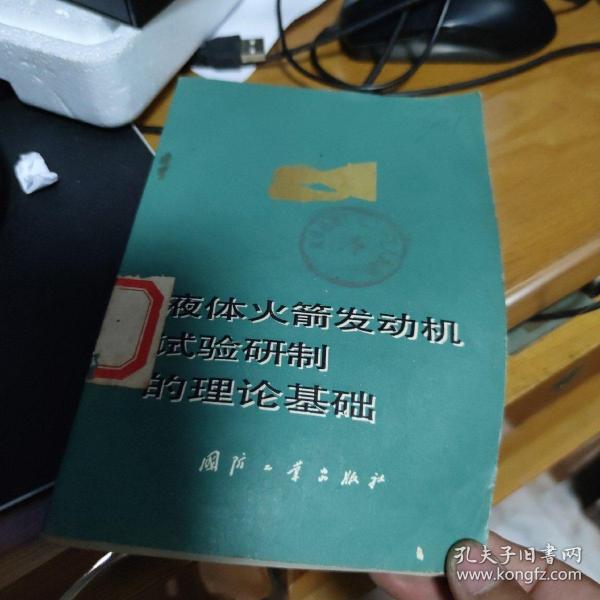 液体火箭发动机
试验研制
的理论基础
国防工业出版社
孔夫子旧书网
www.kongfz.com